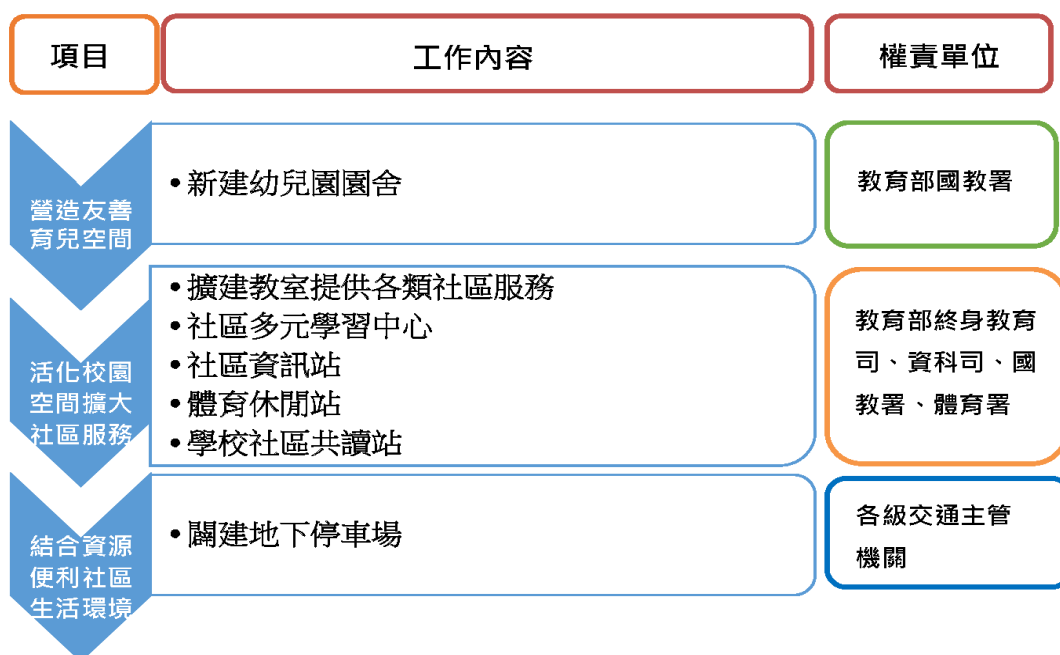 項目
工作內容
權責單位
營造友善
育兒空間
•新建幼兒園園舍
教育部國教署
活化校園
空間擴大
社區服務
•擴建教室提供各類社區服務
•社區多元學習中心
•社區資訊站
•體育休閒站
•學校社區共讀站
教育部終身教育
司、資科司、國
教署、體育署
結合資源
便利社區
生活環境
•闢建地下停車場
各級交通主管
機關